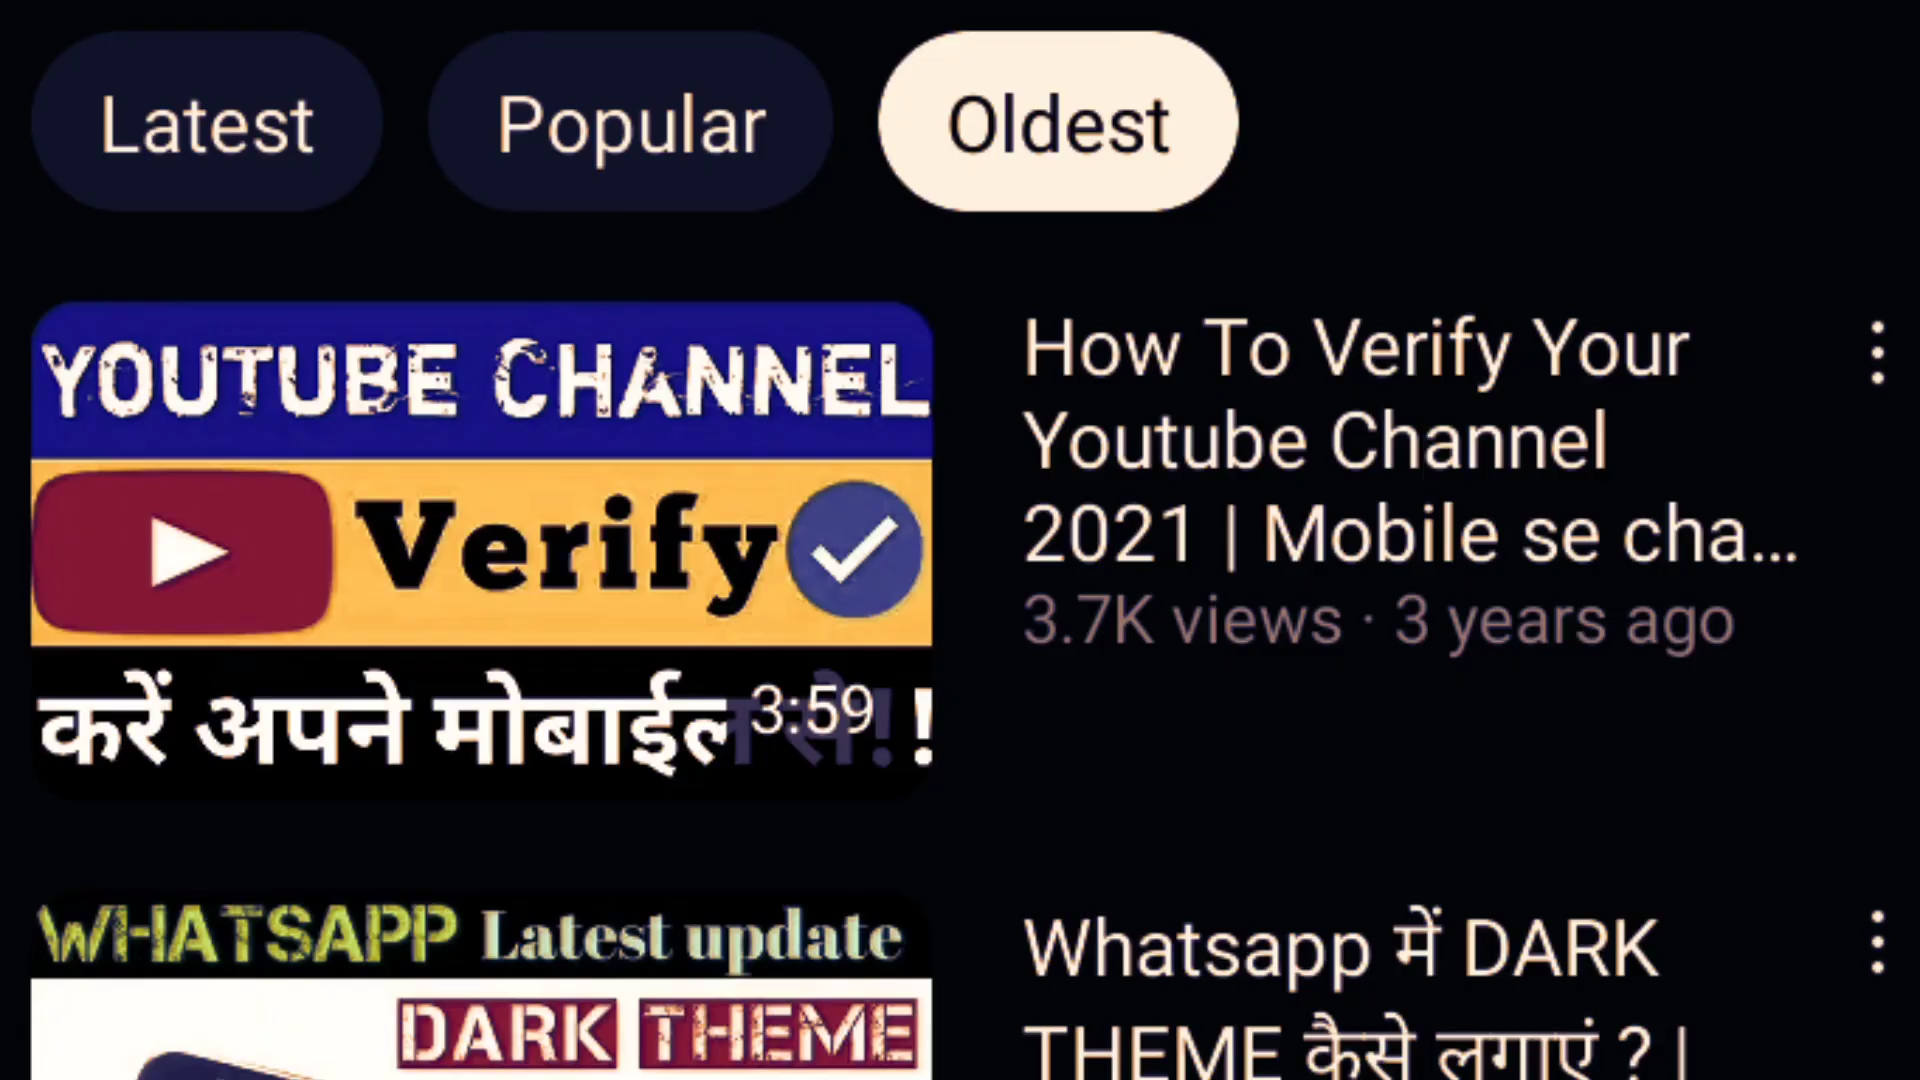 Latest
Popular
Oldest
YOUTUBE CHANNEL
Verify
करें अपने मोबाईल से! !
3:59
How To Verify Your
Youtube Channel
2021 | Mobile se cha...
3.7K views · 3 years ago
WHATSAPP Latest update
DARK THEME
Whatsapp में DARK
THEME कैसे लगाएं ? |